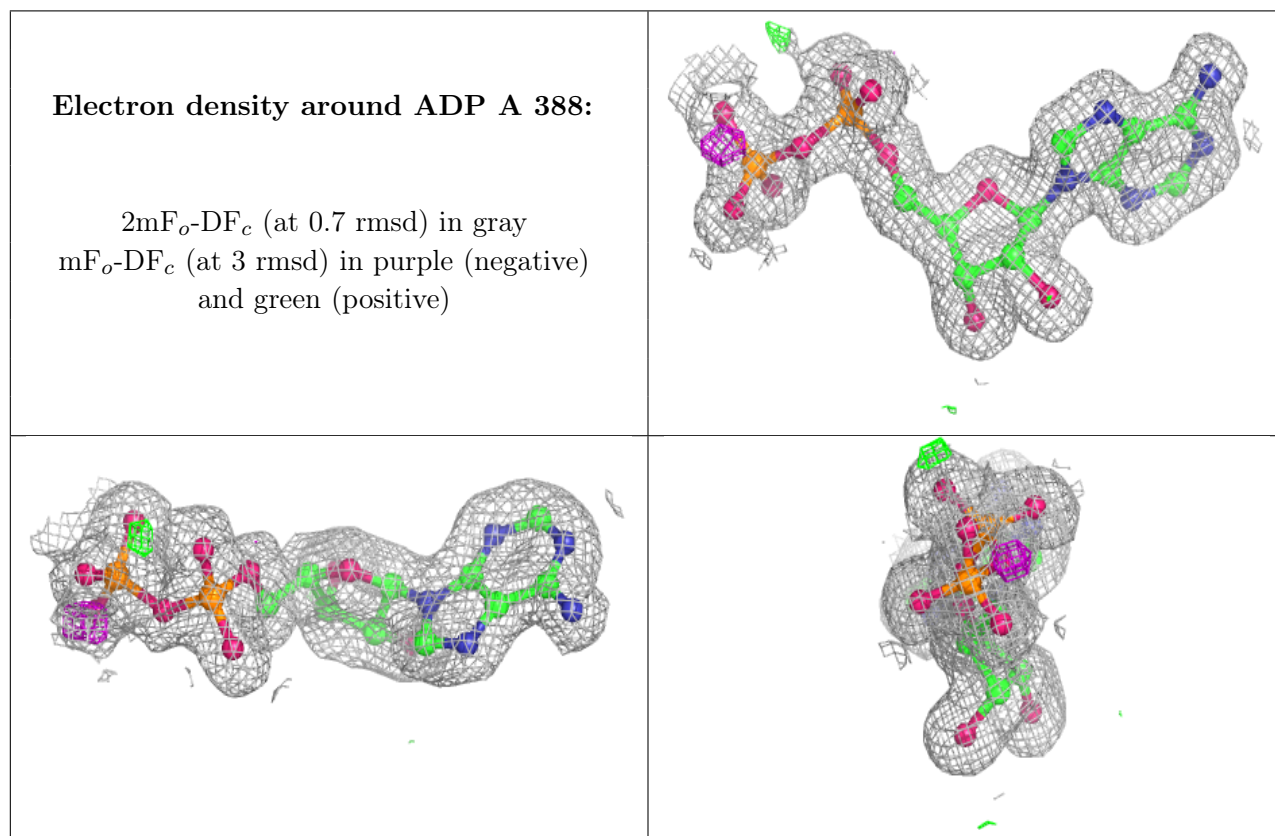 Electron density around ADP A 388:
2mFo-DFc (at 0.7 rmsd) in gray
mFo-DFc (at 3 rmsd) in purple (negative)
and green (positive)